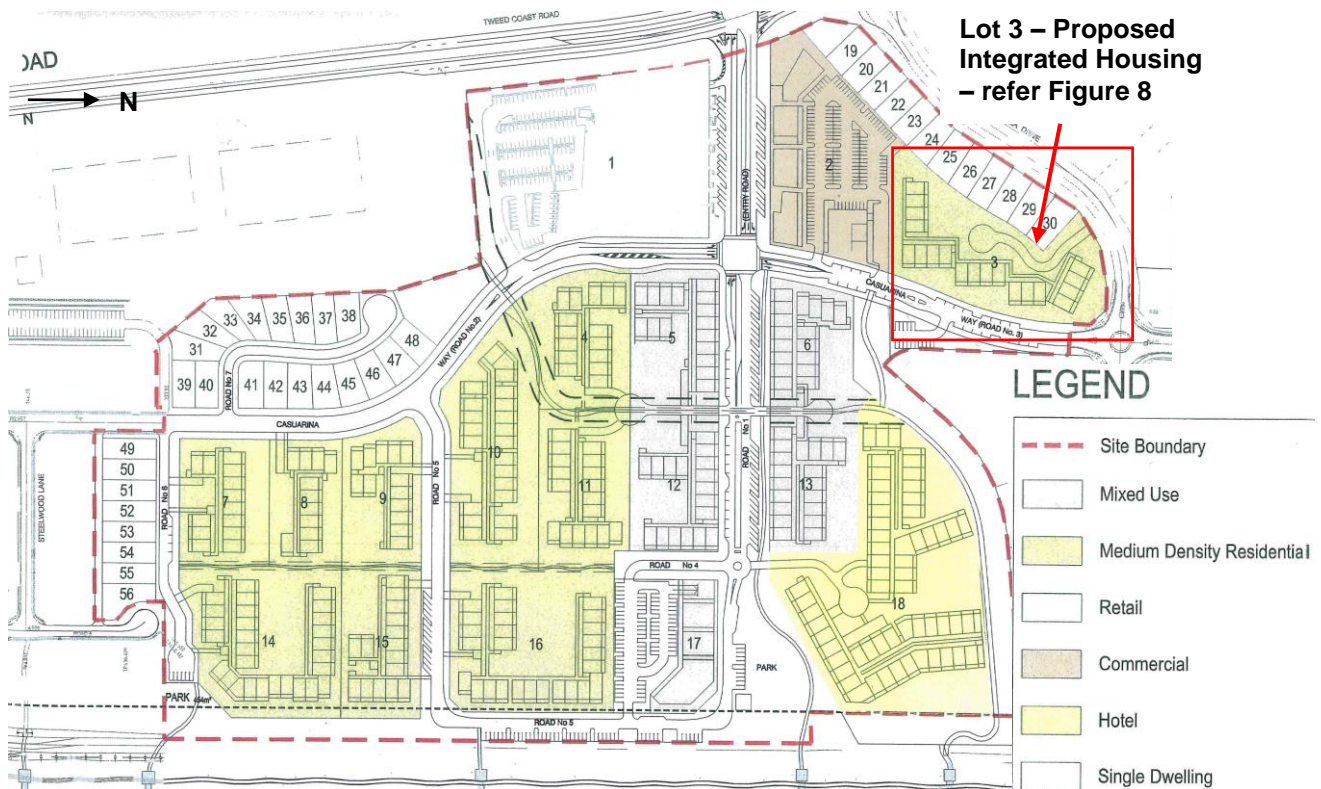 TWEED COAST ROAD
Lot 3 – Proposed
Integrated Housing
– refer Figure 8
OAD
N
N
19
20
21
22
23
24
25
26
27
28
29
30
1
2
3
(ENTRY ROAD)
CASUARINA
WAY (ROAD No. 3)
33
34
35
36
37
38
32
31
48
47
46
45
39
40
ROAD No 7
41
42
43
44
WAY (ROAD No.2)
4
5
6
CASUARINA
ROAD No 1
STEELWOOD LANE
49
50
51
52
53
54
55
56
ROAD No 6
7
8
9
ROAD No 5
10
11
12
13
ROAD No 4
14
15
16
17
18
PARK
PARK
ROAD No 5
LEGEND
Site Boundary
Mixed Use
Medium Density Residential
Retail
Commercial
Hotel
Single Dwelling